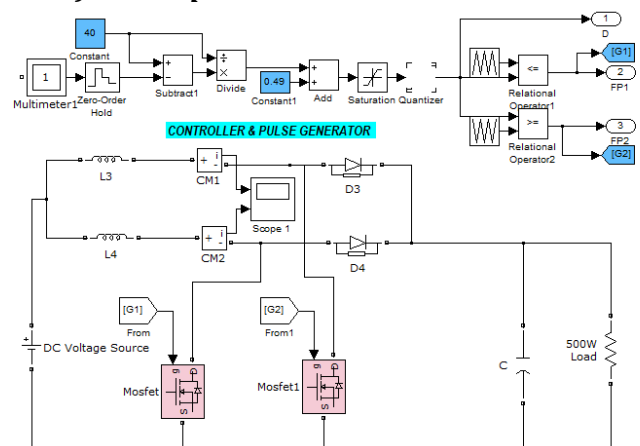 40
Constant
1
Multimeter1
Zero-Order
Hold
+
-
Subtract1
÷
×
Divide
0.49
Constant1
+
+
Add
Saturation
Quantizer
<=
Relational
Operator1
>=
Relational
Operator2
1
D
[G1]
2
FP1
3
FP2
[G2]
CONTROLLER & PULSE GENERATOR
L3
+ i -
CM1
Scope 1
D3
L4
+ i -
CM2
D4
[G1]
From
[G2]
From1
+
DC Voltage Source
Mosfet
g
S
Mosfet1
g
S
C
500W
Load